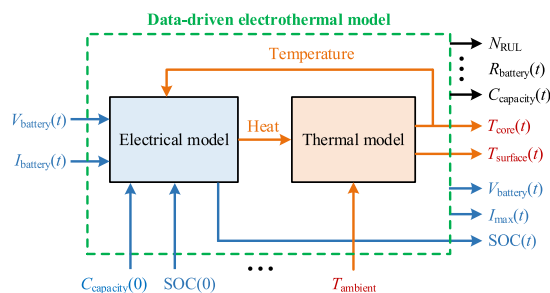 Data-driven electrothermal model
Temperature
N_RUL
R_battery(t)
C_capacity(t)
V_battery(t)
I_battery(t)
Electrical model
Heat
Thermal model
T_core(t)
T_surface(t)
V_battery(t)
I_max(t)
SOC(t)
C_capacity(0)
SOC(0)
T_ambient